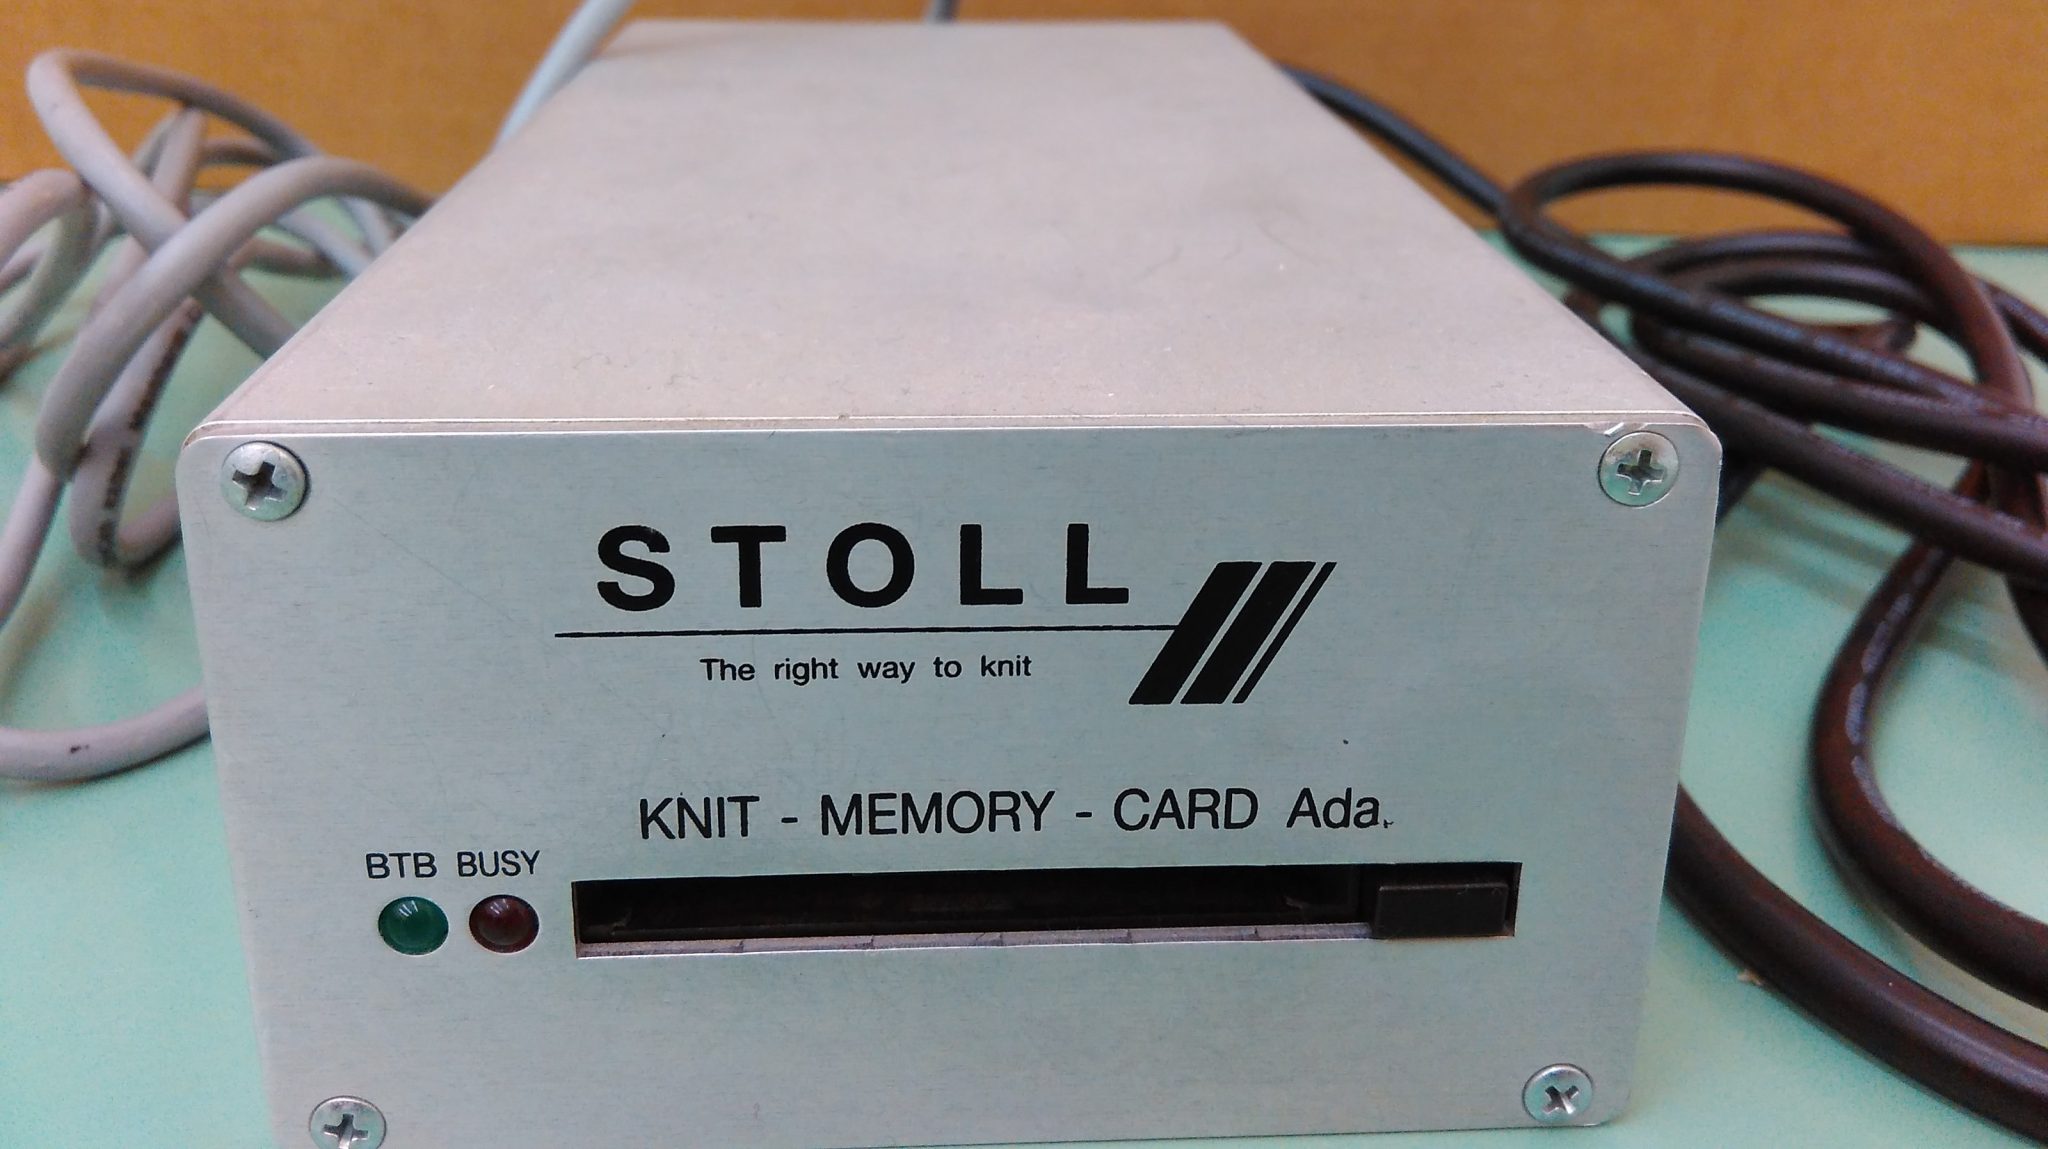 STOLL
The right way to knit
KNIT - MEMORY - CARD Ada.
BTB BUSY